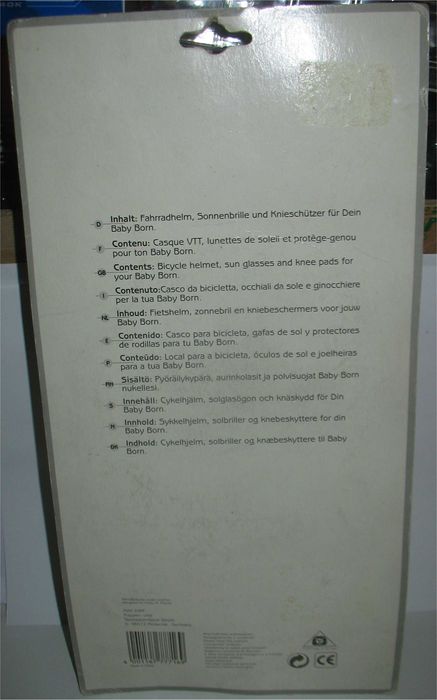 D Inhalt: Fahrradhelm, Sonnenbrille und Knieschützer für Dein
Baby Born.
F Contenu: Casque VTT, lunettes de soleil et protège-genou
pour ton Baby Born.
GB Contents: Bicycle helmet, sun glasses and knee pads for
your Baby Born.
I Contenuto:Casco da bicicletta, occhiali da sole e ginocchiere
per la tua Baby Born.
NL Inhoud: Fietshelm, zonnebril en kniebeschermers voor jouw
Baby Born.
E Contenido: Casco para bicicleta, gafas de sol y protectores
de rodillas para tu Baby Born.
P Conteúdo: Local para a bicicleta, óculos de sol e joelheiras
para a tua Baby Born.
FIN Sisältö: Pyöräilykypärä, aurinkolasit ja polvisuojat Baby Born
nukellesi.
S Innehåll: Cykelhjälm, solglasögon och knäskydd för Din
Baby Born.
N Innhold: Sykkelhjelm, solbriller og knebeskyttere for din
Baby Born.
DK Indhold: Cykelhjelm, solbriller og knæbeskyttere til Baby
Born.
CE